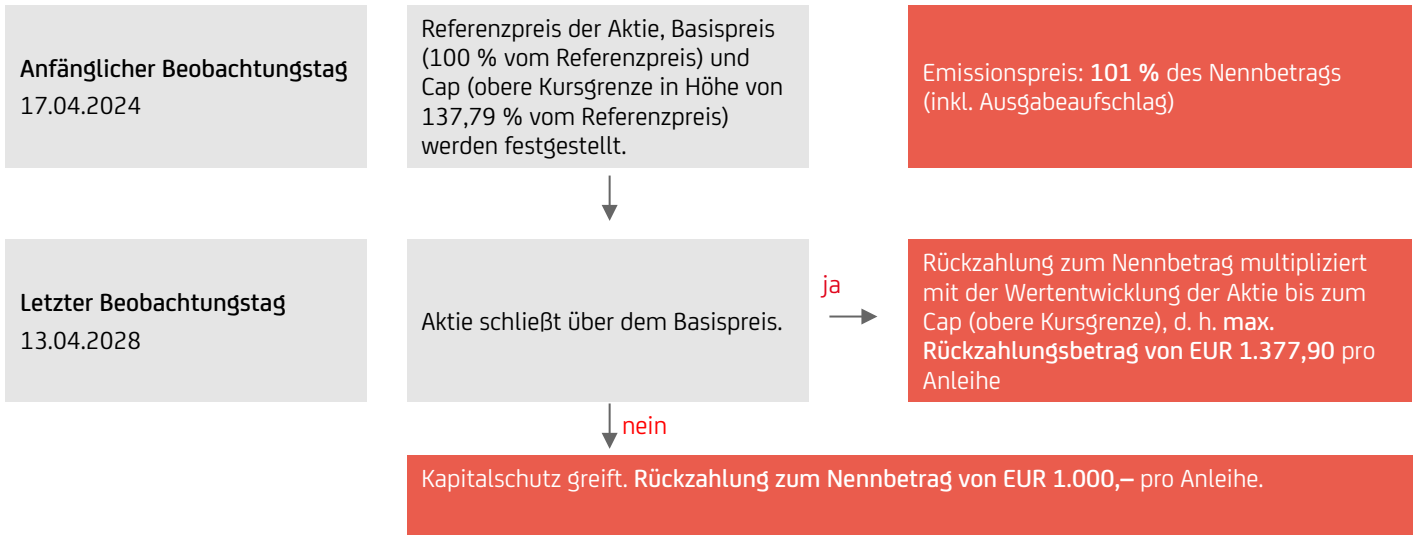 Anfänglicher Beobachtungstag
17.04.2024
Referenzpreis der Aktie, Basispreis
(100 % vom Referenzpreis) und
Cap (obere Kursgrenze in Höhe von
137,79 % vom Referenzpreis)
werden festgestellt.
Emissionspreis: 101 % des Nennbetrags
(inkl. Ausgabeaufschlag)
Letzter Beobachtungstag
13.04.2028
Aktie schließt über dem Basispreis.
ja
Rückzahlung zum Nennbetrag multipliziert
mit der Wertentwicklung der Aktie bis zum
Cap (obere Kursgrenze), d. h. max.
Rückzahlungsbetrag von EUR 1.377,90 pro
Anleihe
nein
Kapitalschutz greift. Rückzahlung zum Nennbetrag von EUR 1.000,– pro Anleihe.